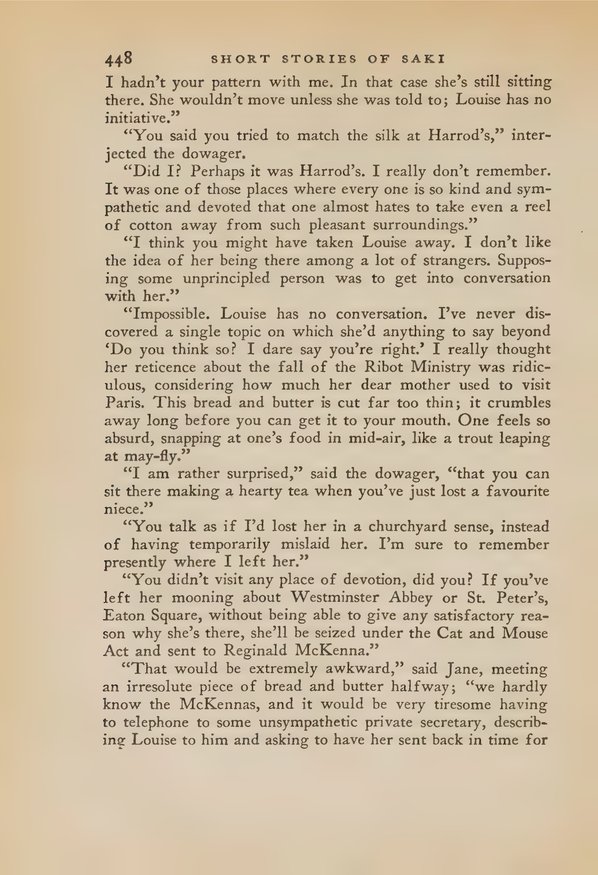 448 SHORT STORIES OF SAKI
I hadn't your pattern with me. In that case she's still sitting
there. She wouldn't move unless she was told to; Louise has no
initiative."
"You said you tried to match the silk at Harrod's," inter-
jected the dowager.
"Did I? Perhaps it was Harrod's. I really don't remember.
It was one of those places where every one is so kind and sym-
pathetic and devoted that one almost hates to take even a reel
of cotton away from such pleasant surroundings."
"I think you might have taken Louise away. I don't like
the idea of her being there among a lot of strangers. Suppos-
ing some unprincipled person was to get into conversation
with her."
"Impossible. Louise has no conversation. I've never dis-
covered a single topic on which she'd anything to say beyond
'Do you think so? I dare say you're right.' I really thought
her reticence about the fall of the Ribot Ministry was ridic-
ulous, considering how much her dear mother used to visit
Paris. This bread and butter is cut far too thin; it crumbles
away long before you can get it to your mouth. One feels so
absurd, snapping at one's food in mid-air, like a trout leaping
at may-fly."
"I am rather surprised," said the dowager, "that you can
sit there making a hearty tea when you've just lost a favourite
niece."
"You talk as if I'd lost her in a churchyard sense, instead
of having temporarily mislaid her. I'm sure to remember
presently where I left her."
"You didn't visit any place of devotion, did you? If you've
left her mooning about Westminster Abbey or St. Peter's,
Eaton Square, without being able to give any satisfactory rea-
son why she's there, she'll be seized under the Cat and Mouse
Act and sent to Reginald McKenna."
"That would be extremely awkward," said Jane, meeting
an irresolute piece of bread and butter halfway; "we hardly
know the McKennas, and it would be very tiresome having
to telephone to some unsympathetic private secretary, describ-
ing Louise to him and asking to have her sent back in time for